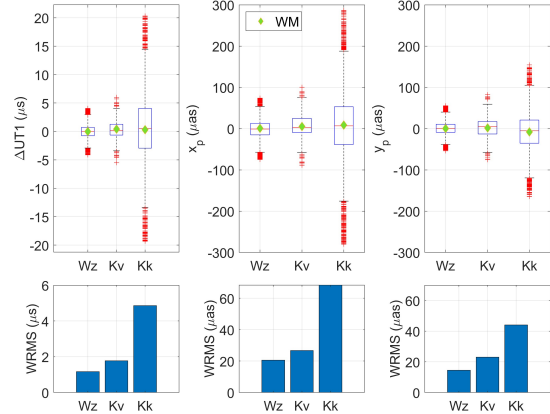 20
15
10
5
0
-5
-10
-15
-20
ΔUT1 (μs)
Wz Kv Kk
300
200
100
0
-100
-200
-300
x_p (μas)
WM
Wz Kv Kk
300
200
100
0
-100
-200
-300
y_p (μas)
Wz Kv Kk
6
4
2
0
WRMS (μs)
Wz Kv Kk
60
40
20
0
WRMS (μas)
Wz Kv Kk
60
40
20
0
WRMS (μas)
Wz Kv Kk